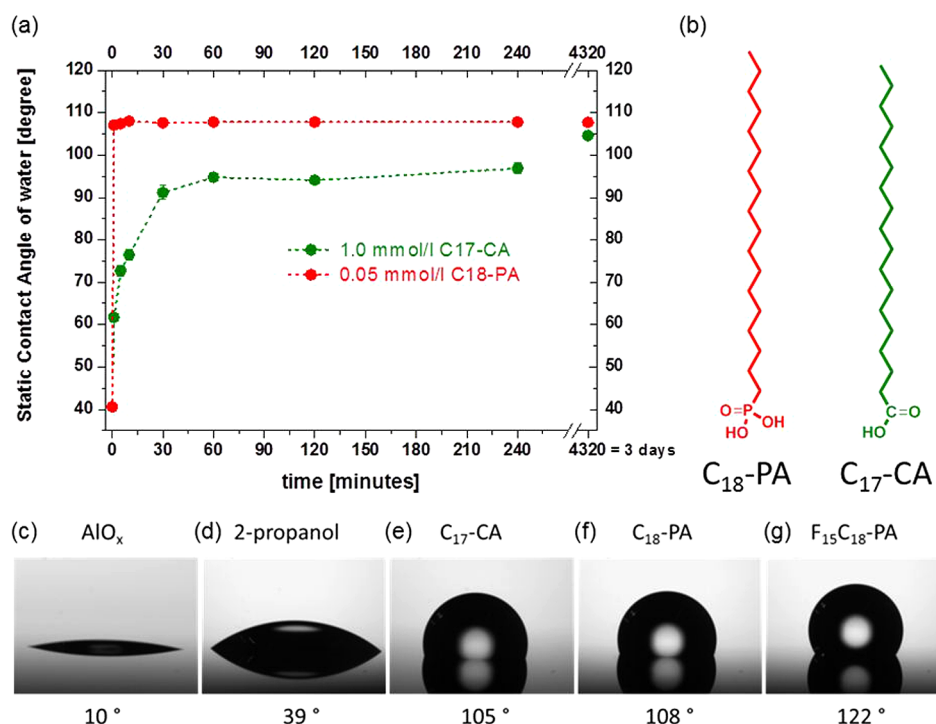 (a)
0 30 60 90 120 150 180 210 240 4320
120 120
110 110
100 100
90 90
80 80
70 70
60 60
50 50
40 40
Static Contact Angle of water [degree]
1.0 mmol/l C17-CA
0.05 mmol/l C18-PA
0 30 60 90 120 150 180 210 240 4320 = 3 days
time [minutes]
(b)
O=P-OH
HO
C=O
HO
C₁₈-PA C₁₇-CA
(c) AlOₓ
(d) 2-propanol
(e) C₁₇-CA
(f) C₁₈-PA
(g) F₁₅C₁₈-PA
10 ° 39 ° 105 ° 108 ° 122 °